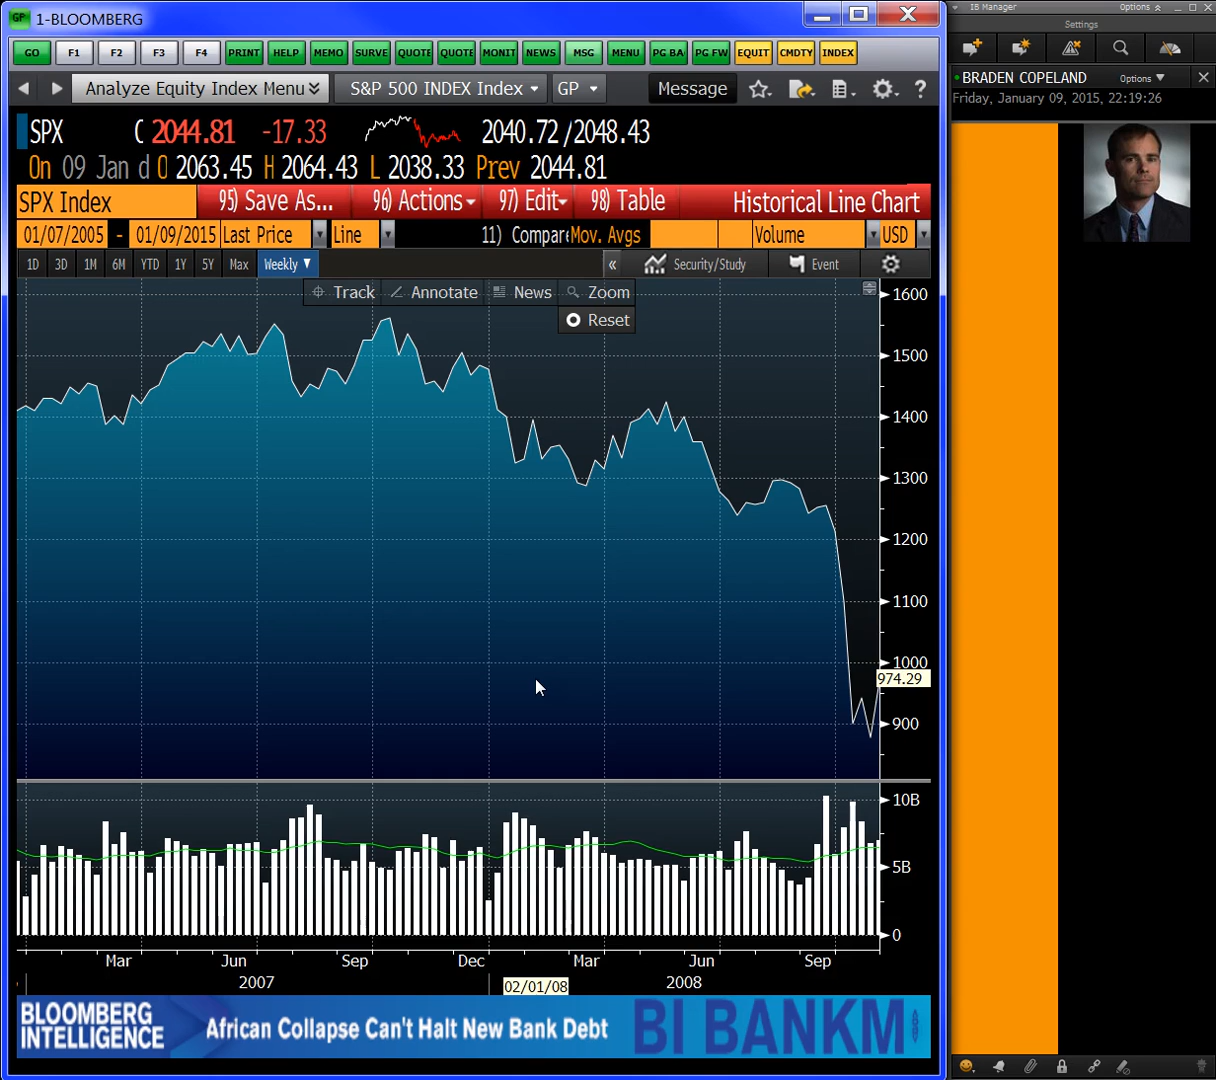 GP 1-BLOOMBERG
GO F1 F2 F3 F4 PRINT HELP MEMO SURVE QUOTE QUOTE MONIT NEWS MSG MENU PG BA PG FW EQUIT CMDTY INDEX
Analyze Equity Index Menu S&P 500 INDEX Index GP Message ?
SPX C 2044.81 -17.33 2040.72 /2048.43
On 09 Jan d O 2063.45 H 2064.43 L 2038.33 Prev 2044.81
SPX Index 95) Save As... 96) Actions 97) Edit 98) Table Historical Line Chart
01/07/2005 - 01/09/2015 Last Price Line 11) Compar Mov. Avgs Volume USD
1D 3D 1M 6M YTD 1Y 5Y Max Weekly ▼ « Security/Study Event
Track Annotate News Zoom
Reset
1600
1500
1400
1300
1200
1100
1000
974.29
900
10B
5B
0
Mar Jun Sep Dec Mar Jun Sep
2007 02/01/08 2008
BLOOMBERG
INTELLIGENCE
African Collapse Can't Halt New Bank Debt
BI BANKM
IB Manager Options
Settings
BRADEN COPELAND Options ▼
Friday, January 09, 2015, 22:19:26